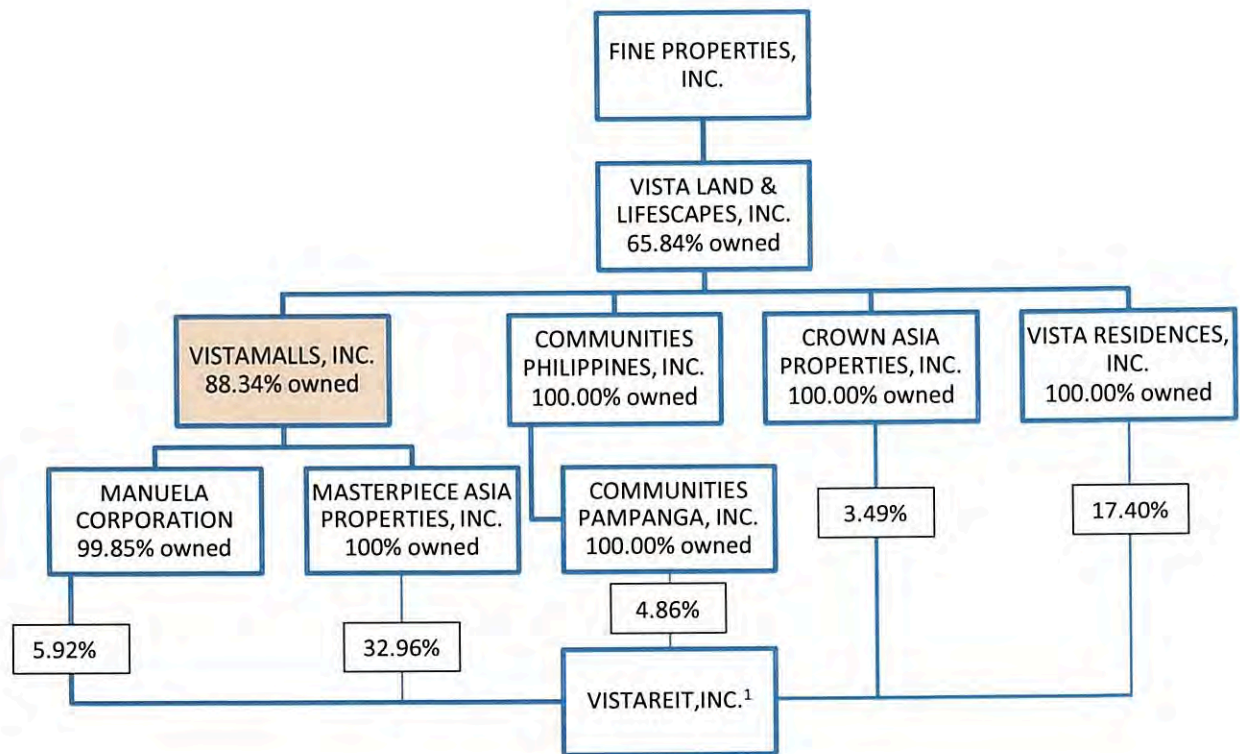 FINE PROPERTIES,
INC.
VISTA LAND &
LIFESCAPES, INC.
65.84% owned
VISTAMALLS, INC.
88.34% owned
COMMUNITIES
PHILIPPINES, INC.
100.00% owned
CROWN ASIA
PROPERTIES, INC.
100.00% owned
VISTA RESIDENCES,
INC.
100.00% owned
MANUELA
CORPORATION
99.85% owned
MASTERPIECE ASIA
PROPERTIES, INC.
100% owned
COMMUNITIES
PAMPANGA, INC.
100.00% owned
3.49%
17.40%
5.92%
32.96%
4.86%
VISTAREIT,INC.¹